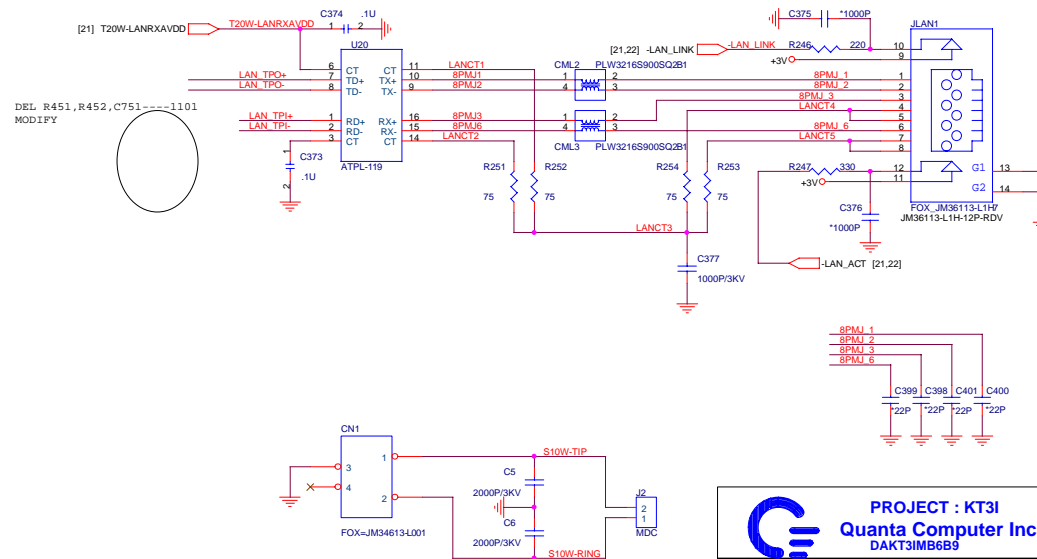 [21] T20W-LANRXAVDD
T20W-LANRXAVDD
C374 .1U
1 2
U20
6 CT
7 TD+
8 TD-
1 RD+
2 RD-
3 CT
CT 11
TX+ 10
TX- 9
RX+ 16
RX- 15
CT 14
ATPL-119
LAN_TPO+
LAN_TPO-
LAN_TPI+
LAN_TPI-
DEL R451,R452,C751----1101
MODIFY
C373
.1U
1
2
LANCT1
8PMJ1
8PMJ2
8PMJ3
8PMJ6
LANCT2
CML2 PLW3216S900SQ2B1
1 2
4 3
1 2
4 3
CML3 PLW3216S900SQ2B1
R251
75
R252
75
R254
75
R253
75
LANCT3
C377
1000P/3KV
C375 *1000P
[21,22] -LAN_LINK
-LAN_LINK
R246 220
+3V
8PMJ_1
8PMJ_2
8PMJ_3
LANCT4
8PMJ_6
LANCT5
R247 330
+3V
C376
*1000P
-LAN_ACT [21,22]
JLAN1
10
9
1
2
3
4
5
6
7
8
12
11
G1 13
G2 14
FOX_JM36113-L1H7
JM36113-L1H-12P-RDV
8PMJ_1
8PMJ_2
8PMJ_3
8PMJ_6
C399 C398 C401 C400
*22P *22P *22P *22P
CN1
3
4
1
2
FOX=JM34613-L001
S10W-TIP
C5
2000P/3KV
C6
2000P/3KV
S10W-RING
J2
2
1
MDC
PROJECT : KT3I
Quanta Computer Inc
DAKT3IMB6B9